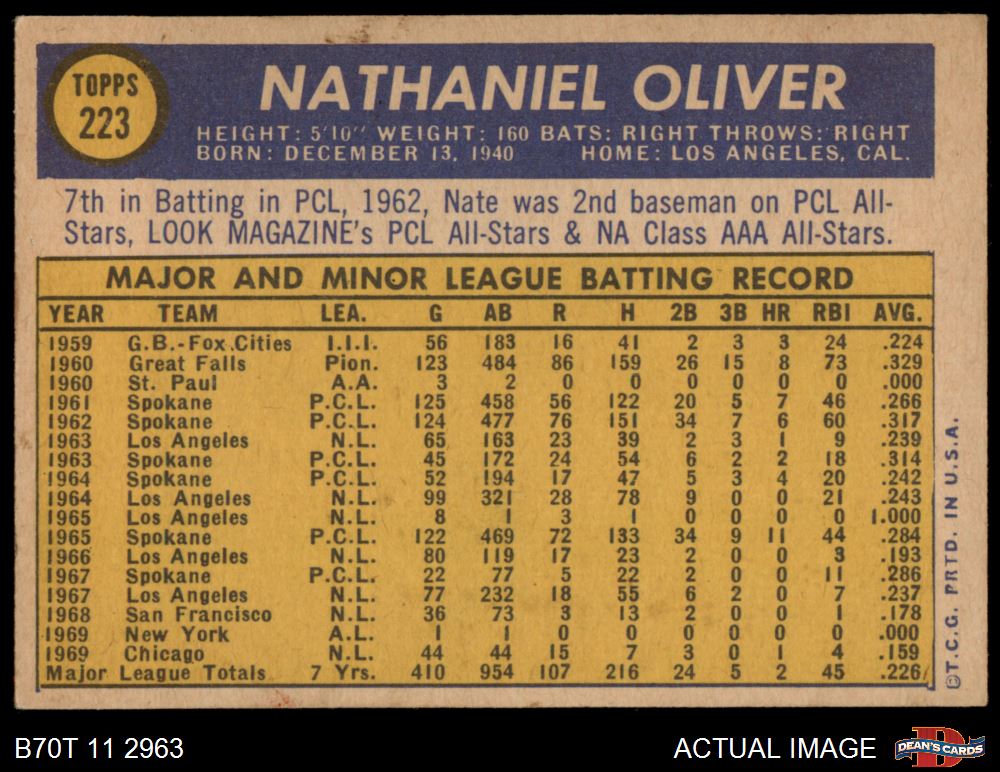 TOPPS
223
NATHANIEL OLIVER
HEIGHT: 5'10" WEIGHT: 160 BATS: RIGHT THROWS: RIGHT
BORN: DECEMBER 13, 1940 HOME: LOS ANGELES, CAL.
7th in Batting in PCL, 1962, Nate was 2nd baseman on PCL All-
Stars, LOOK MAGAZINE's PCL All-Stars & NA Class AAA All-Stars.
MAJOR AND MINOR LEAGUE BATTING RECORD
YEAR TEAM LEA. G AB R H 2B 3B HR RBI AVG.
1959 G.B.-Fox Cities I.I.I. 56 183 16 41 2 3 3 24 .224
1960 Great Falls Pion. 123 484 86 159 26 15 8 73 .329
1960 St. Paul A.A. 3 2 0 0 0 0 0 0 .000
1961 Spokane P.C.L. 125 458 56 122 20 5 7 46 .266
1962 Spokane P.C.L. 124 477 76 151 34 7 6 60 .317
1963 Los Angeles N.L. 65 163 23 39 2 3 1 9 .239
1963 Spokane P.C.L. 45 172 24 54 6 2 2 18 .314
1964 Spokane P.C.L. 52 194 17 47 5 3 4 20 .242
1964 Los Angeles N.L. 99 321 28 78 9 0 0 21 .243
1965 Los Angeles N.L. 8 1 3 1 0 0 0 0 1.000
1965 Spokane P.C.L. 122 469 72 133 34 9 11 44 .284
1966 Los Angeles N.L. 80 119 17 23 2 0 0 3 .193
1967 Spokane P.C.L. 22 77 5 22 2 0 0 11 .286
1967 Los Angeles N.L. 77 232 18 55 6 2 0 7 .237
1968 San Francisco N.L. 36 73 3 13 2 0 0 1 .178
1969 New York A.L. 1 1 0 0 0 0 0 0 .000
1969 Chicago N.L. 44 44 15 7 3 0 1 4 .159
Major League Totals 7 Yrs. 410 954 107 216 24 5 2 45 .226
©T.C.G. PRTD. IN U.S.A.
B70T 11 2963
ACTUAL IMAGE
DEAN'S CARDS